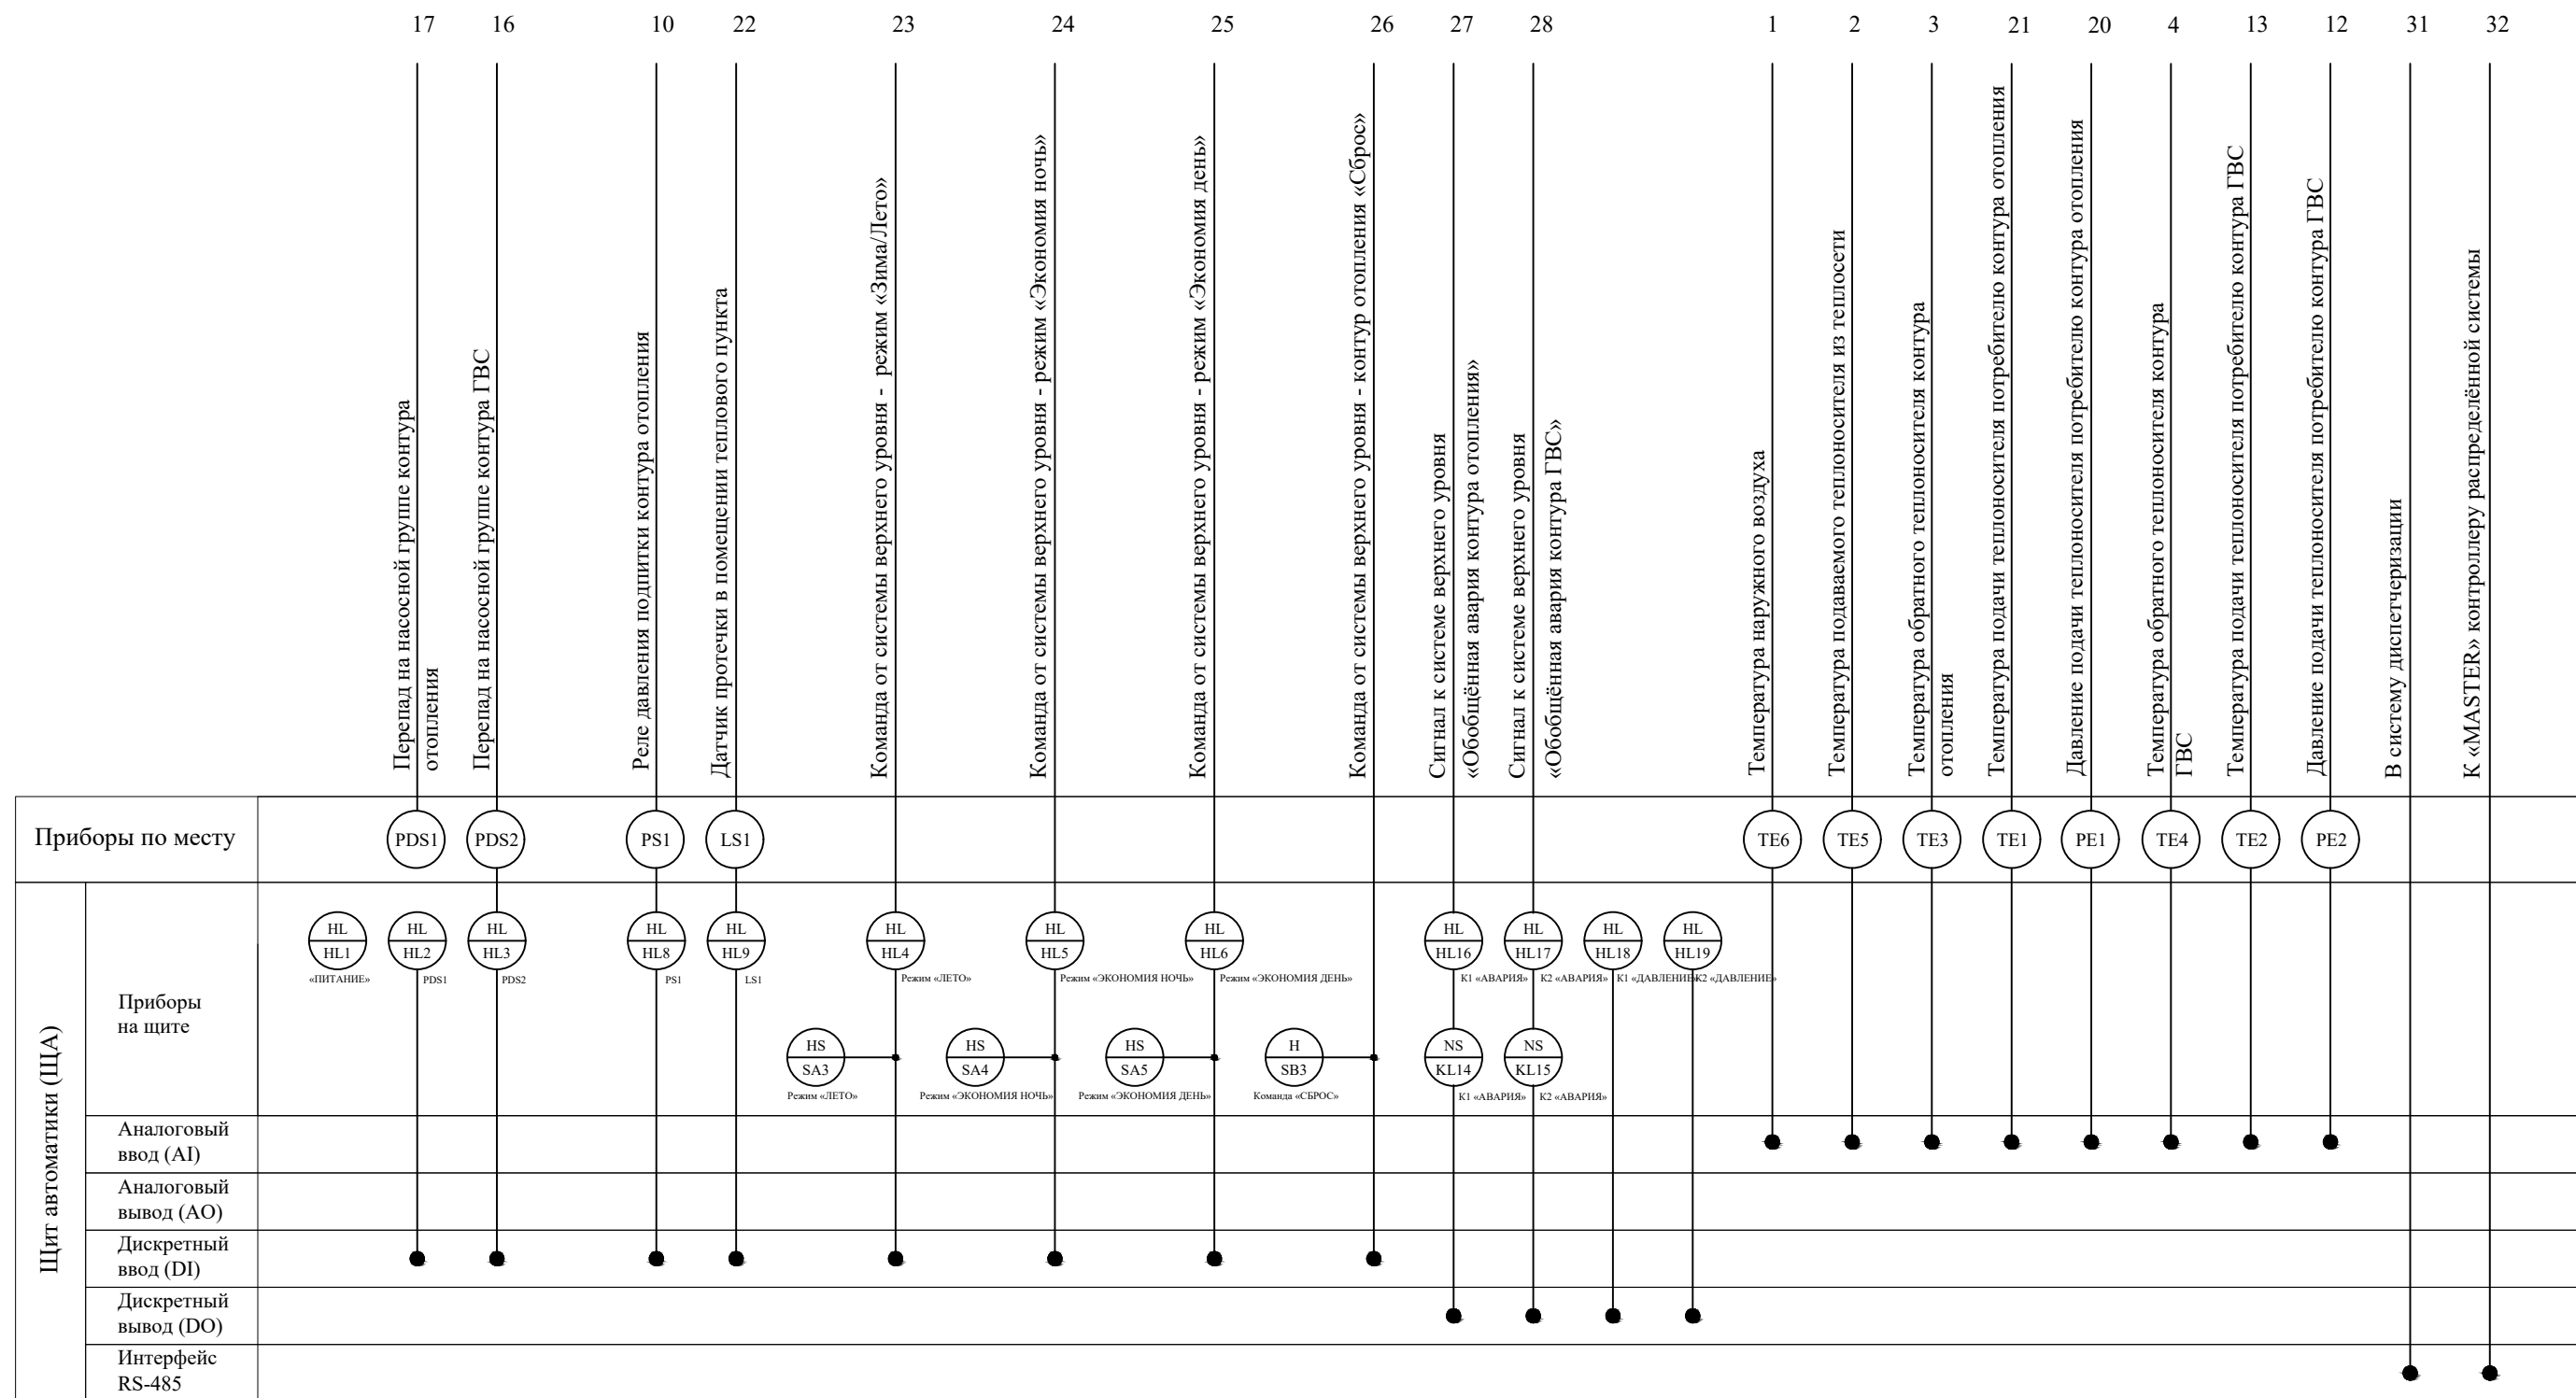 17 16 10 22 23 24 25 26 27 28 1 2 3 21 20 4 13 12 31 32
Перепад на насосной группе контура
отопления
Перепад на насосной группе контура ГВС
Реле давления подпитки контура отопления
Датчик протечки в помещении теплового пункта
Команда от системы верхнего уровня - режим «Зима/Лето»
Команда от системы верхнего уровня - режим «Экономия ночь»
Команда от системы верхнего уровня - режим «Экономия день»
Команда от системы верхнего уровня - контур отопления «Сброс»
Сигнал к системе верхнего уровня
«Обобщённая авария контура отопления»
Сигнал к системе верхнего уровня
«Обобщённая авария контура ГВС»
Температура наружного воздуха
Температура подаваемого теплоносителя из теплосети
Температура обратного теплоносителя контура
отопления
Температура подачи теплоносителя потребителю контура отопления
Давление подачи теплоносителя потребителю контура отопления
Температура обратного теплоносителя контура
ГВС
Температура подачи теплоносителя потребителю контура ГВС
Давление подачи теплоносителя потребителю контура ГВС
В систему диспетчеризации
К «MASTER» контроллеру распределённой системы
Приборы по месту
PDS1 PDS2 PS1 LS1 TE6 TE5 TE3 TE1 PE1 TE4 TE2 PE2
Щит автоматики (ЩА)
Приборы
на щите
HL HL HL HL HL HL HL HL HL HL HL HL
HL1 HL2 HL3 HL8 HL9 HL4 HL5 HL6 HL16 HL17 HL18 HL19
«ПИТАНИЕ» PDS1 PDS2 PS1 LS1 Режим «ЛЕТО» Режим «ЭКОНОМИЯ НОЧЬ» Режим «ЭКОНОМИЯ ДЕНЬ» К1 «АВАРИЯ» К2 «АВАРИЯ» К1 «ДАВЛЕНИЕ» К2 «ДАВЛЕНИЕ»
HS HS HS H NS NS
SA3 SA4 SA5 SB3 KL14 KL15
Режим «ЛЕТО» Режим «ЭКОНОМИЯ НОЧЬ» Режим «ЭКОНОМИЯ ДЕНЬ» Команда «СБРОС» К1 «АВАРИЯ» К2 «АВАРИЯ»
Аналоговый
ввод (AI)
Аналоговый
вывод (AO)
Дискретный
ввод (DI)
Дискретный
вывод (DO)
Интерфейс
RS-485